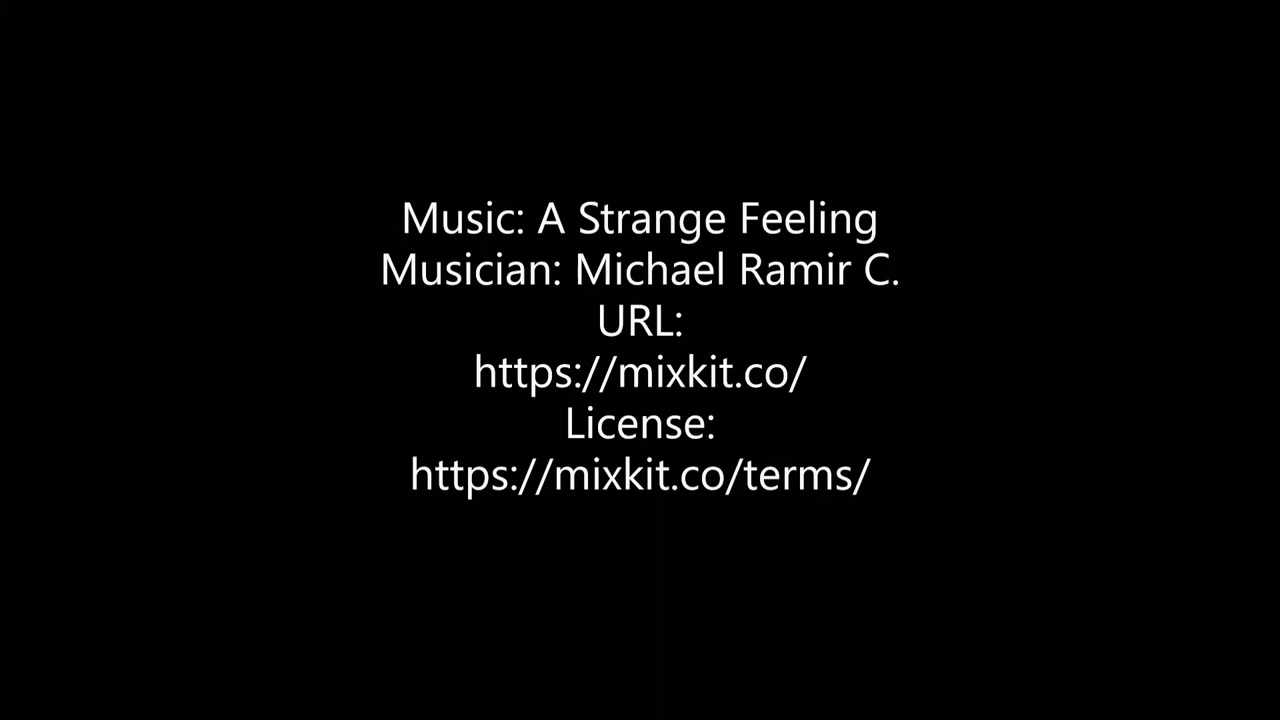 Music: A Strange Feeling
Musician: Michael Ramir C.
URL:
https://mixkit.co/
License:
https://mixkit.co/terms/